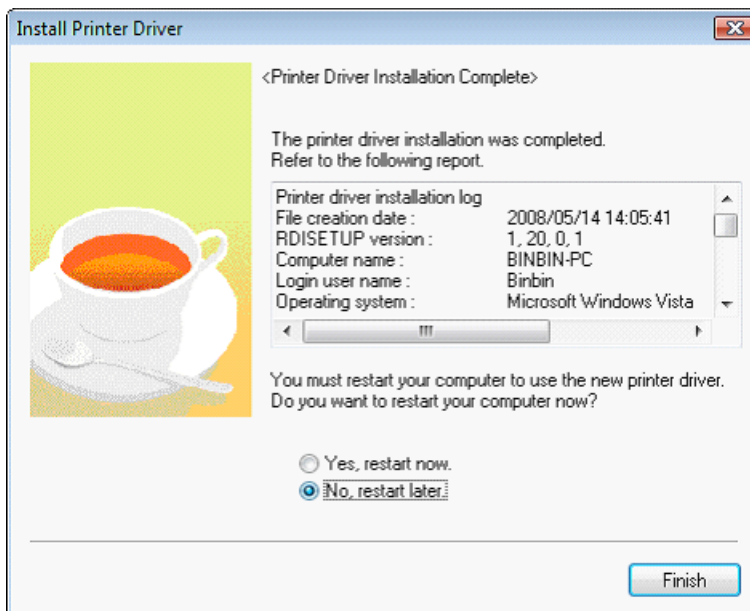 Install Printer Driver
<Printer Driver Installation Complete>
The printer driver installation was completed.
Refer to the following report.
Printer driver installation log
File creation date : 2008/05/14 14:05:41
RDISETUP version : 1, 20, 0, 1
Computer name : BINBIN-PC
Login user name : Binbin
Operating system : Microsoft Windows Vista
You must restart your computer to use the new printer driver.
Do you want to restart your computer now?
Yes, restart now.
No, restart later.
Finish